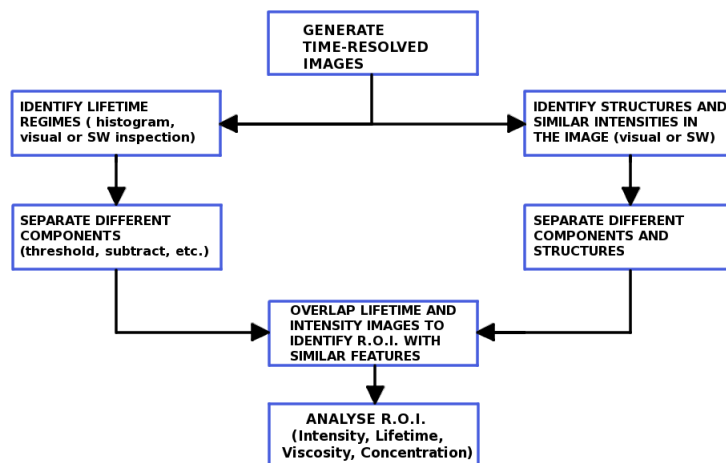 GENERATE
TIME-RESOLVED
IMAGES
IDENTIFY LIFETIME
REGIMES ( histogram,
visual or SW inspection)
IDENTIFY STRUCTURES AND
SIMILAR INTENSITIES IN
THE IMAGE (visual or SW)
SEPARATE DIFFERENT
COMPONENTS
(threshold, subtract, etc.)
SEPARATE DIFFERENT
COMPONENTS AND
STRUCTURES
OVERLAP LIFETIME AND
INTENSITY IMAGES TO
IDENTIFY R.O.I. WITH
SIMILAR FEATURES
ANALYSE R.O.I.
(Intensity, Lifetime,
Viscosity, Concentration)